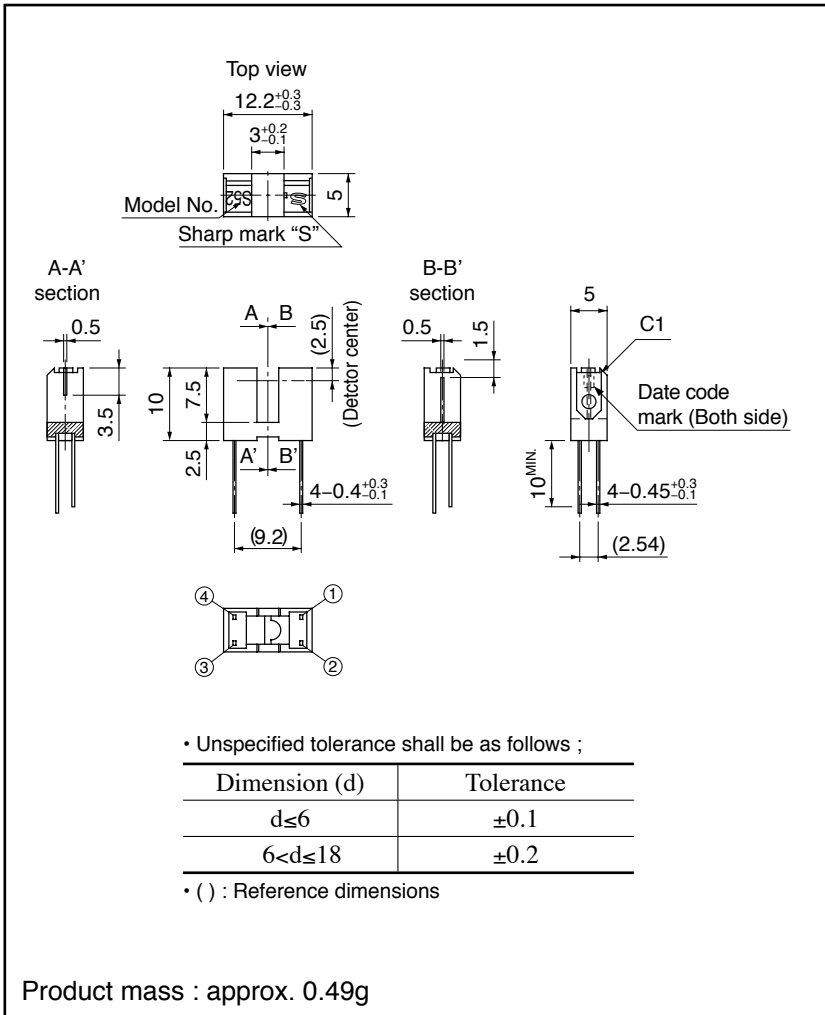 Top view
12.2+0.3 −0.3
3+0.2 −0.1
5
S52
Model No.
Sharp mark “S”
A-A’ section
0.5
3.5
A B
(2.5)
(Detctor center)
10
7.5
2.5
A’ B’
4−0.4+0.3 −0.1
(9.2)
B-B’ section
0.5
1.5
5
C1
Date code mark (Both side)
10MIN.
4−0.45+0.3 −0.1
(2.54)
④ ①
③ ②
• Unspecified tolerance shall be as follows ;
Dimension (d) Tolerance
d≤6 ±0.1
6<d≤18 ±0.2
• ( ) : Reference dimensions
Product mass : approx. 0.49g